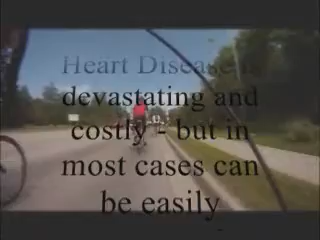 Heart Disease is
devastating and
costly - but in
most cases can
be easily